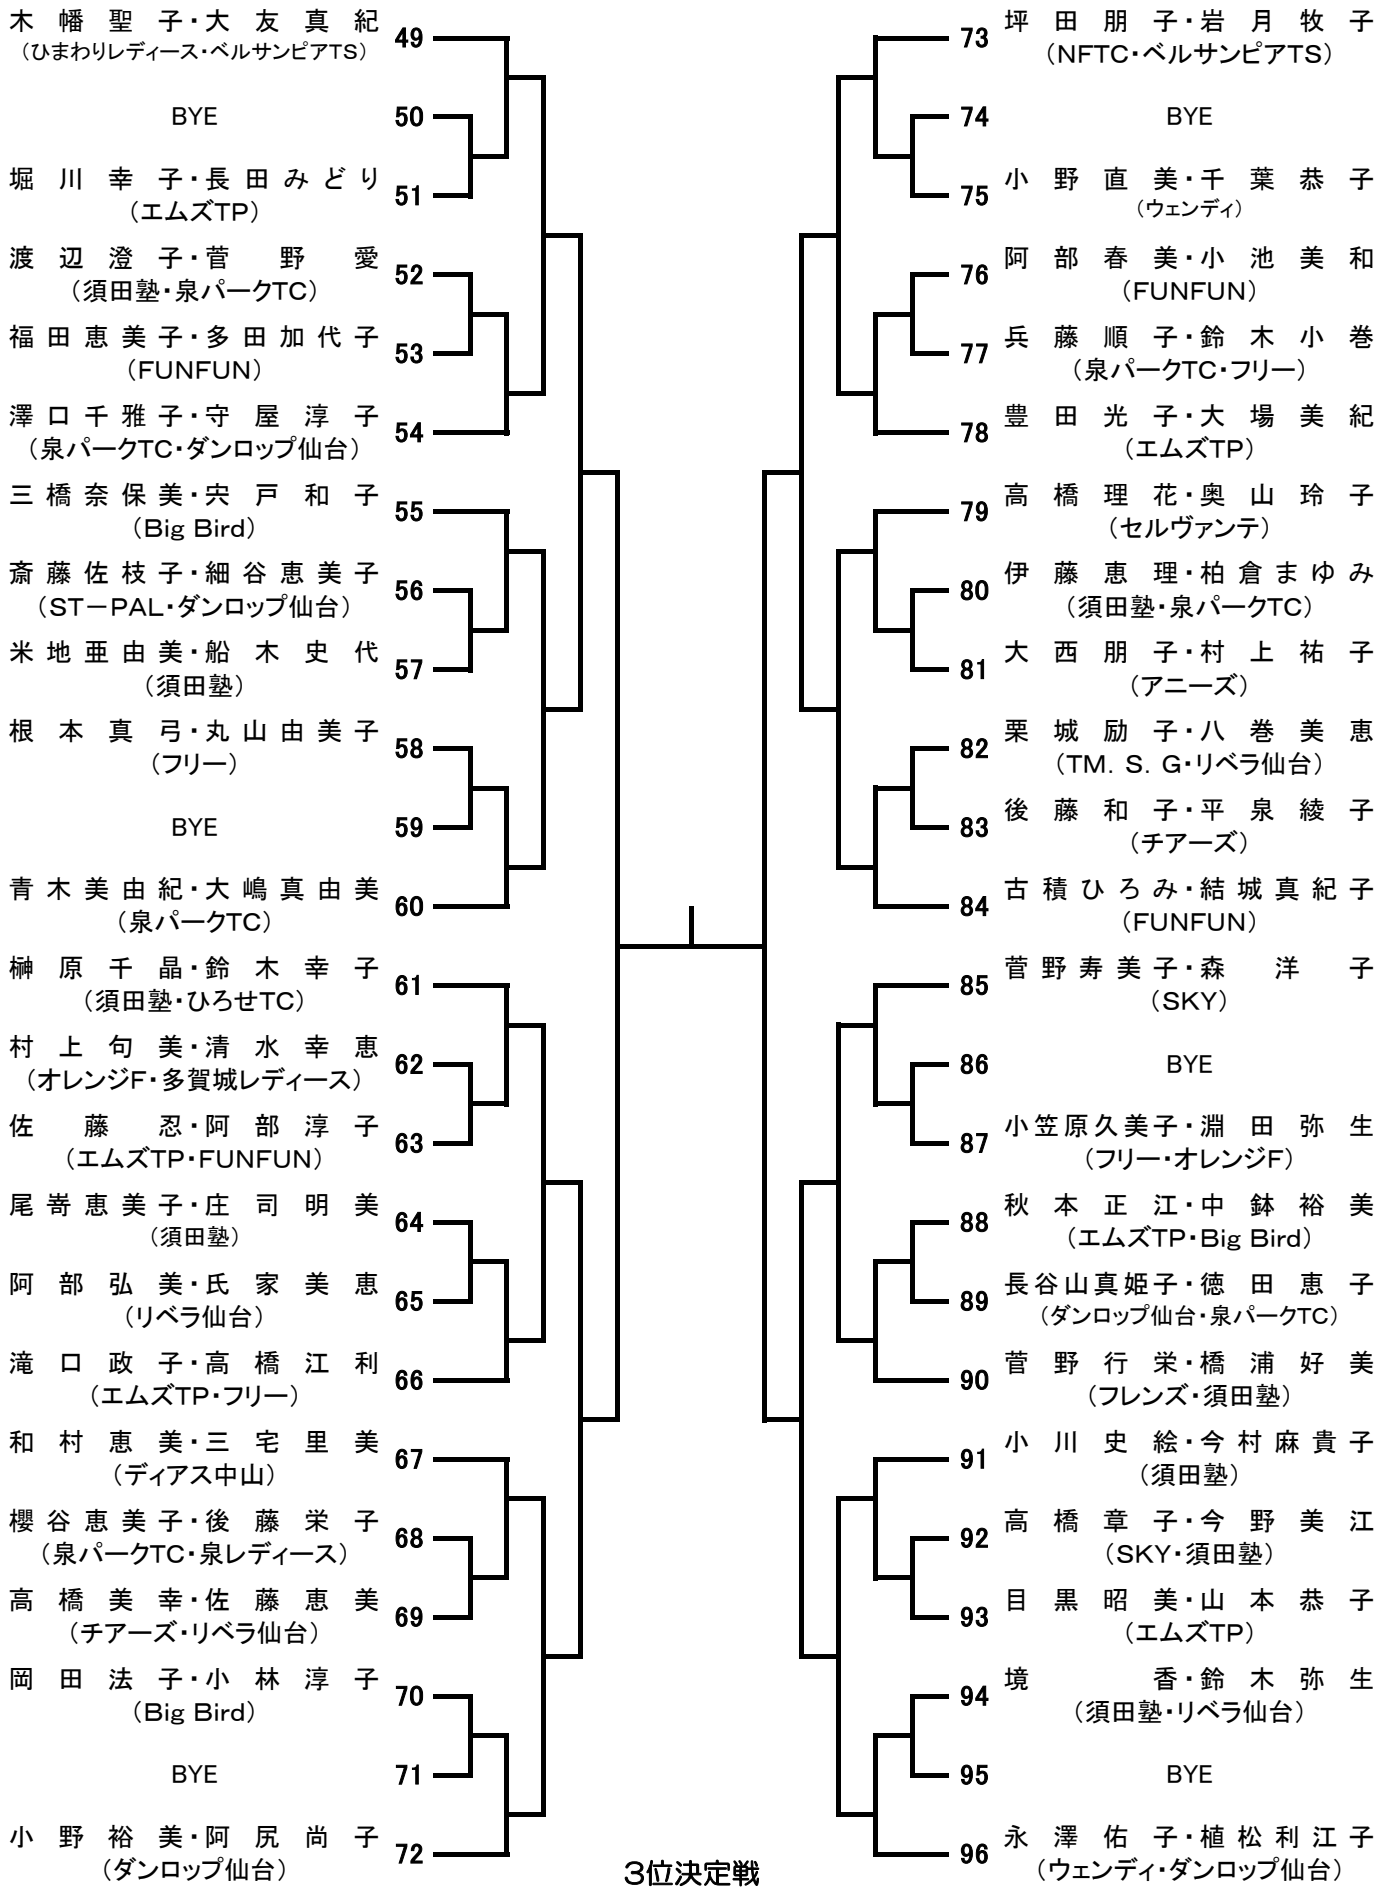 木幡聖子・大友真紀 49
（ひまわりレディース・ベルサンピアTS）
BYE 50
堀川幸子・長田みどり 51
（エムズTP）
渡辺澄子・菅野愛 52
（須田塾・泉パークTC）
福田恵美子・多田加代子 53
（FUNFUN）
澤口千雅子・守屋淳子 54
（泉パークTC・ダンロップ仙台）
三橋奈保美・宍戸和子 55
（Big Bird）
斎藤佐枝子・細谷恵美子 56
（ST－PAL・ダンロップ仙台）
米地亜由美・船木史代 57
（須田塾）
根本真弓・丸山由美子 58
（フリー）
BYE 59
青木美由紀・大嶋真由美 60
（泉パークTC）
榊原千晶・鈴木幸子 61
（須田塾・ひろせTC）
村上句美・清水幸恵 62
（オレンジF・多賀城レディース）
佐藤忍・阿部淳子 63
（エムズTP・FUNFUN）
尾嵜恵美子・庄司明美 64
（須田塾）
阿部弘美・氏家美恵 65
（リベラ仙台）
滝口政子・高橋江利 66
（エムズTP・フリー）
和村恵美・三宅里美 67
（ディアス中山）
櫻谷恵美子・後藤栄子 68
（泉パークTC・泉レディース）
高橋美幸・佐藤恵美 69
（チアーズ・リベラ仙台）
岡田法子・小林淳子 70
（Big Bird）
BYE 71
小野裕美・阿尻尚子 72
（ダンロップ仙台）
73 坪田朋子・岩月牧子
（NFTC・ベルサンピアTS）
74 BYE
75 小野直美・千葉恭子
（ウェンディ）
76 阿部春美・小池美和
（FUNFUN）
77 兵藤順子・鈴木小巻
（泉パークTC・フリー）
78 豊田光子・大場美紀
（エムズTP）
79 高橋理花・奥山玲子
（セルヴァンテ）
80 伊藤恵理・柏倉まゆみ
（須田塾・泉パークTC）
81 大西朋子・村上祐子
（アニーズ）
82 栗城励子・八巻美恵
（TM．S．G・リベラ仙台）
83 後藤和子・平泉綾子
（チアーズ）
84 古積ひろみ・結城真紀子
（FUNFUN）
85 菅野寿美子・森洋子
（SKY）
86 BYE
87 小笠原久美子・淵田弥生
（フリー・オレンジF）
88 秋本正江・中鉢裕美
（エムズTP・Big Bird）
89 長谷山真姫子・徳田恵子
（ダンロップ仙台・泉パークTC）
90 菅野行栄・橋浦好美
（フレンズ・須田塾）
91 小川史絵・今村麻貴子
（須田塾）
92 高橋章子・今野美江
（SKY・須田塾）
93 目黒昭美・山本恭子
（エムズTP）
94 境香・鈴木弥生
（須田塾・リベラ仙台）
95 BYE
96 永澤佑子・植松利江子
（ウェンディ・ダンロップ仙台）
3位決定戦